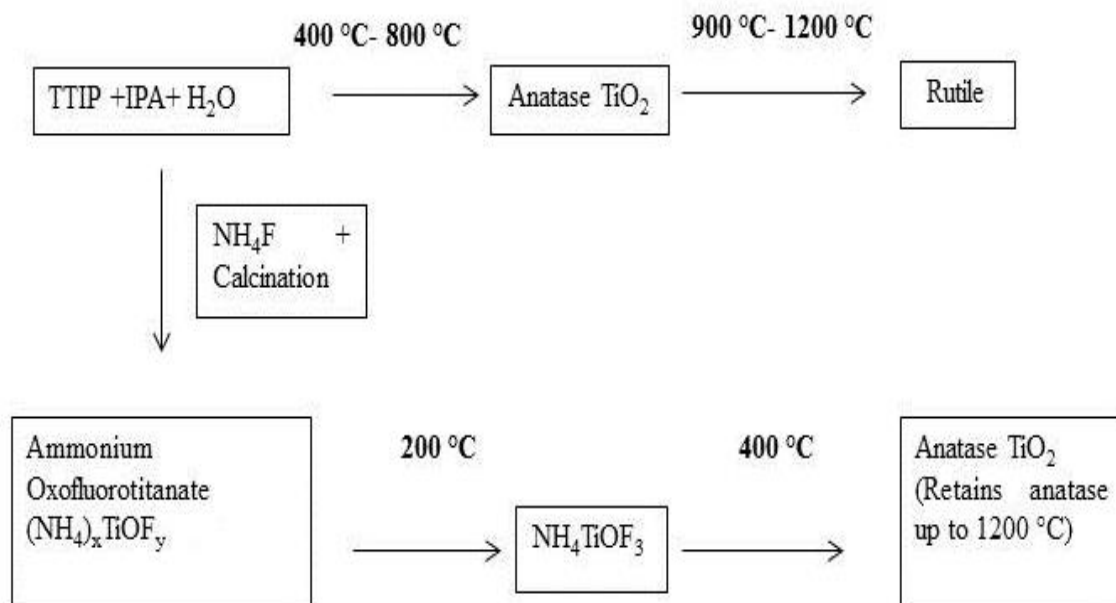 400 °C- 800 °C
900 °C- 1200 °C
TTIP +IPA+ H₂O
Anatase TiO₂
Rutile
NH₄F +
Calcination
Ammonium
Oxofluorotitanate
(NH₄)ₓTiOFᵧ
200 °C
NH₄TiOF₃
400 °C
Anatase TiO₂
(Retains anatase
up to 1200 °C)